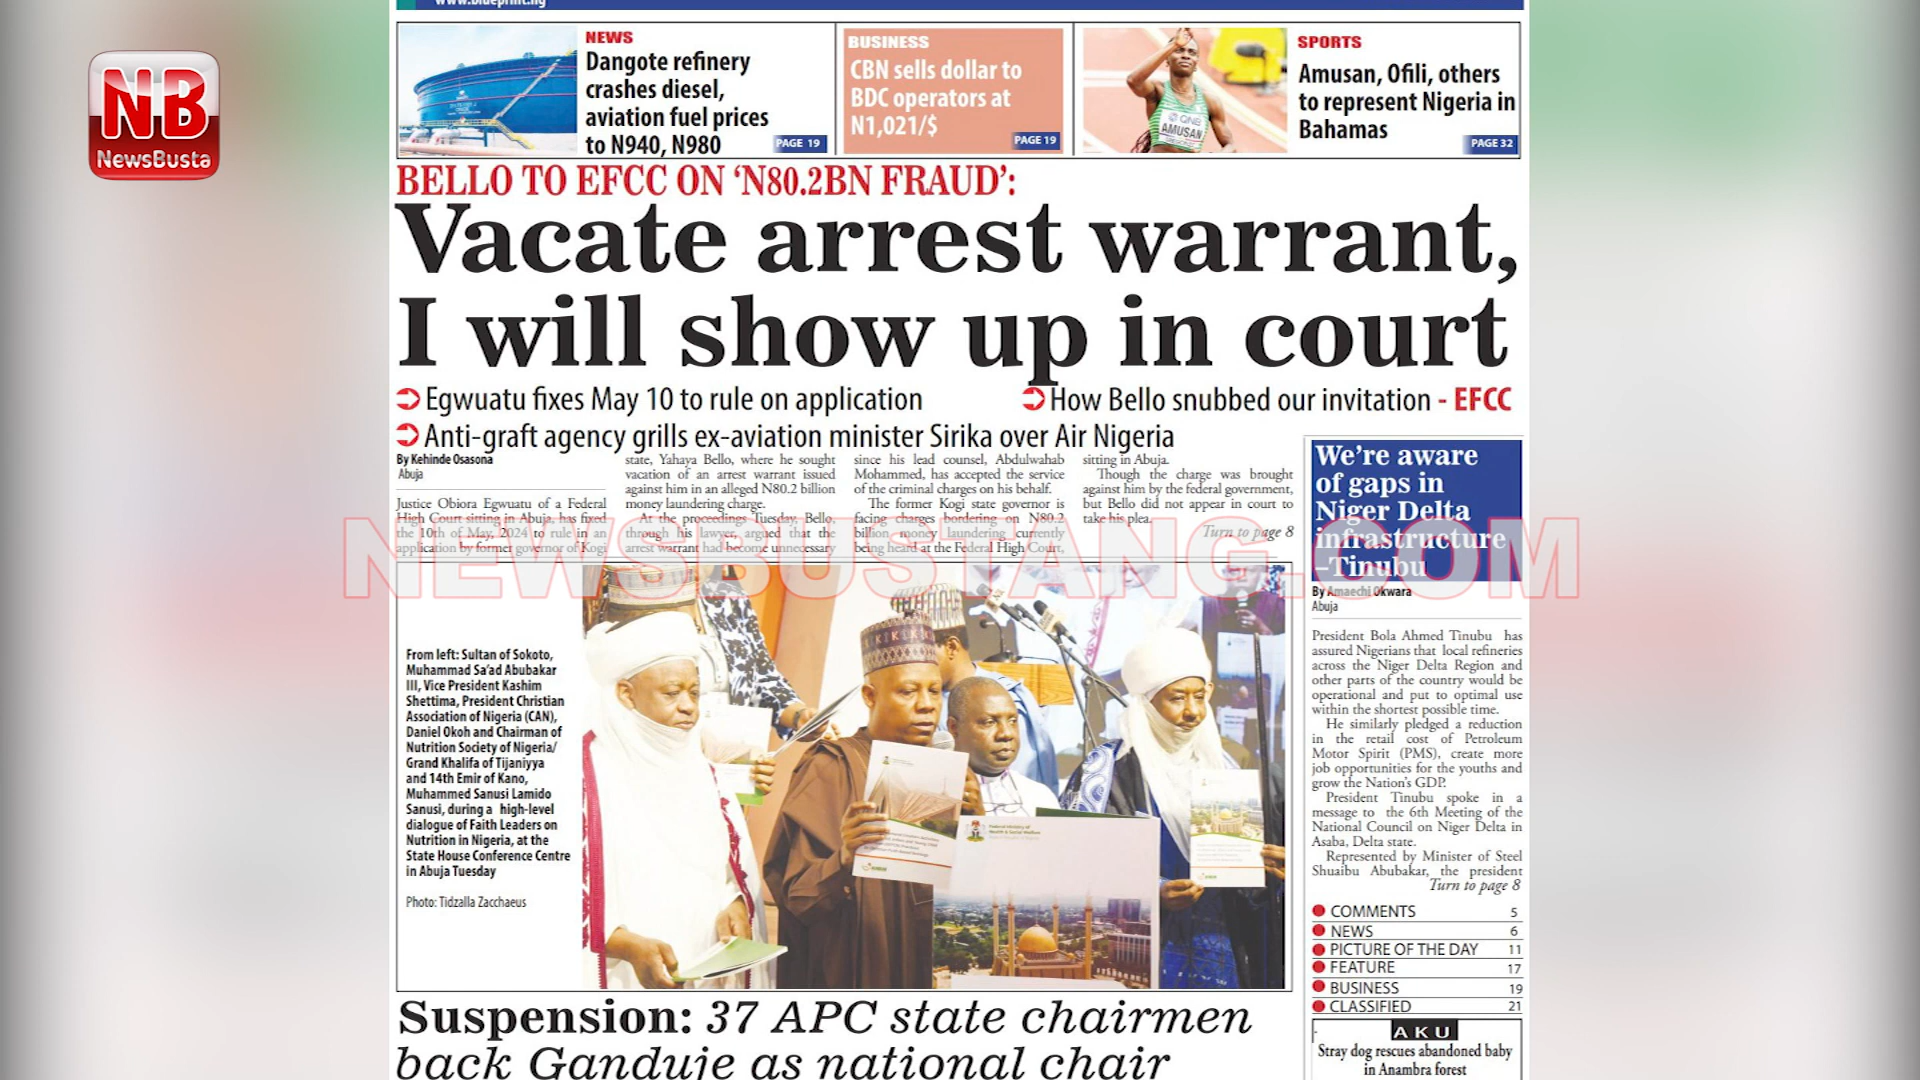 www.blueprint.ng
NB
NewsBusta
NEWS
Dangote refinery
crashes diesel,
aviation fuel prices
to N940, N980
PAGE 19
BUSINESS
CBN sells dollar to
BDC operators at
N1,021/$
PAGE 19
AMUSAN
SPORTS
Amusan, Ofili, others
to represent Nigeria in
Bahamas
PAGE 32
BELLO TO EFCC ON ‘N80.2BN FRAUD’:
Vacate arrest warrant,
I will show up in court
Egwuatu fixes May 10 to rule on application
How Bello snubbed our invitation - EFCC
Anti-graft agency grills ex-aviation minister Sirika over Air Nigeria
By Kehinde Osasona
Abuja
Justice Obiora Egwuatu of a Federal
High Court sitting in Abuja, has fixed
the 10th of May, 2024 to rule in an
application by former governor of Kogi
state, Yahaya Bello, where he sought
vacation of an arrest warrant issued
against him in an alleged N80.2 billion
money laundering charge.
At the proceedings Tuesday, Bello,
through his lawyer, argued that the
arrest warrant had become unnecessary
since his lead counsel, Abdulwahab
Mohammed, has accepted the service
of the criminal charges on his behalf.
The former Kogi state governor is
facing charges bordering on N80.2
billion money laundering currently
being heard at the Federal High Court,
sitting in Abuja.
Though the charge was brought
against him by the federal government,
but Bello did not appear in court to
take his plea.
Turn to page 8
NEWSBUSTANG.COM
From left: Sultan of Sokoto,
Muhammad Sa’ad Abubakar
III, Vice President Kashim
Shettima, President Christian
Association of Nigeria (CAN),
Daniel Okoh and Chairman of
Nutrition Society of Nigeria/
Grand Khalifa of Tijaniyya
and 14th Emir of Kano,
Muhammed Sanusi Lamido
Sanusi, during a high-level
dialogue of Faith Leaders on
Nutrition in Nigeria, at the
State House Conference Centre
in Abuja Tuesday
Photo: Tidzalla Zacchaeus
Federal Ministry of
Health & Social Welfare
We’re aware
of gaps in
Niger Delta
infrastructure
–Tinubu
By Amaechi Okwara
Abuja
President Bola Ahmed Tinubu has
assured Nigerians that local refineries
across the Niger Delta Region and
other parts of the country would be
operational and put to optimal use
within the shortest possible time.
He similarly pledged a reduction
in the retail cost of Petroleum
Motor Spirit (PMS), create more
job opportunities for the youths and
grow the Nation’s GDP.
President Tinubu spoke in a
message to the 6th Meeting of the
National Council on Niger Delta in
Asaba, Delta state.
Represented by Minister of Steel
Shuaibu Abubakar, the president
Turn to page 8
COMMENTS 5
NEWS 6
PICTURE OF THE DAY 11
FEATURE 17
BUSINESS 19
CLASSIFIED 21
AKU
Stray dog rescues abandoned baby
in Anambra forest
Suspension: 37 APC state chairmen
back Ganduje as national chair